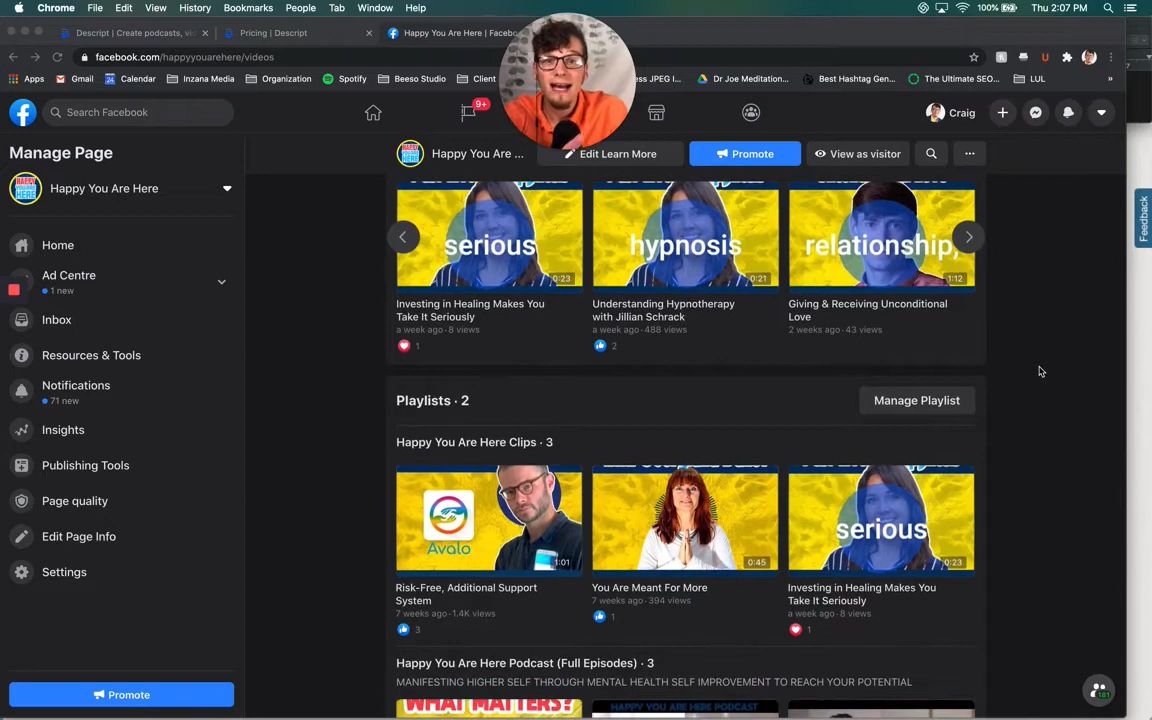 Chrome File Edit View History Bookmarks People Tab Window Help 100% Thu 2:07 PM
Descript | Create podcasts, v
Pricing | Descript
Happy You Are Here | Facebo
facebook.com/happyyouarehere/videos
Apps Gmail Calendar Inzana Media Organization Spotify Beeso Studio Client ess JPEG I... Dr Joe Meditation... Best Hashtag Gen... The Ultimate SEO... LUL
Search Facebook
9+
Craig
Manage Page
Happy You Are Here
Happy You Are ...
Edit Learn More
Promote
View as visitor
Feedback
Home
Ad Centre
1 new
Inbox
Resources & Tools
Notifications
71 new
Insights
Publishing Tools
Page quality
Edit Page Info
Settings
Promote
serious
0:23
hypnosis
0:21
relationship,
1:12
Investing in Healing Makes You
Take It Seriously
a week ago · 8 views
1
Understanding Hypnotherapy
with Jillian Schrack
a week ago · 488 views
2
Giving & Receiving Unconditional
Love
2 weeks ago · 43 views
Playlists · 2
Manage Playlist
Happy You Are Here Clips · 3
Avalo
1:01
0:45
serious
0:23
Risk-Free, Additional Support
System
7 weeks ago · 1.4K views
3
You Are Meant For More
7 weeks ago · 394 views
1
Investing in Healing Makes You
Take It Seriously
a week ago · 8 views
1
Happy You Are Here Podcast (Full Episodes) · 3
MANIFESTING HIGHER SELF THROUGH MENTAL HEALTH SELF IMPROVEMENT TO REACH YOUR POTENTIAL
WHAT MATTERS?
HAPPY YOU ARE HERE PODCAST
181